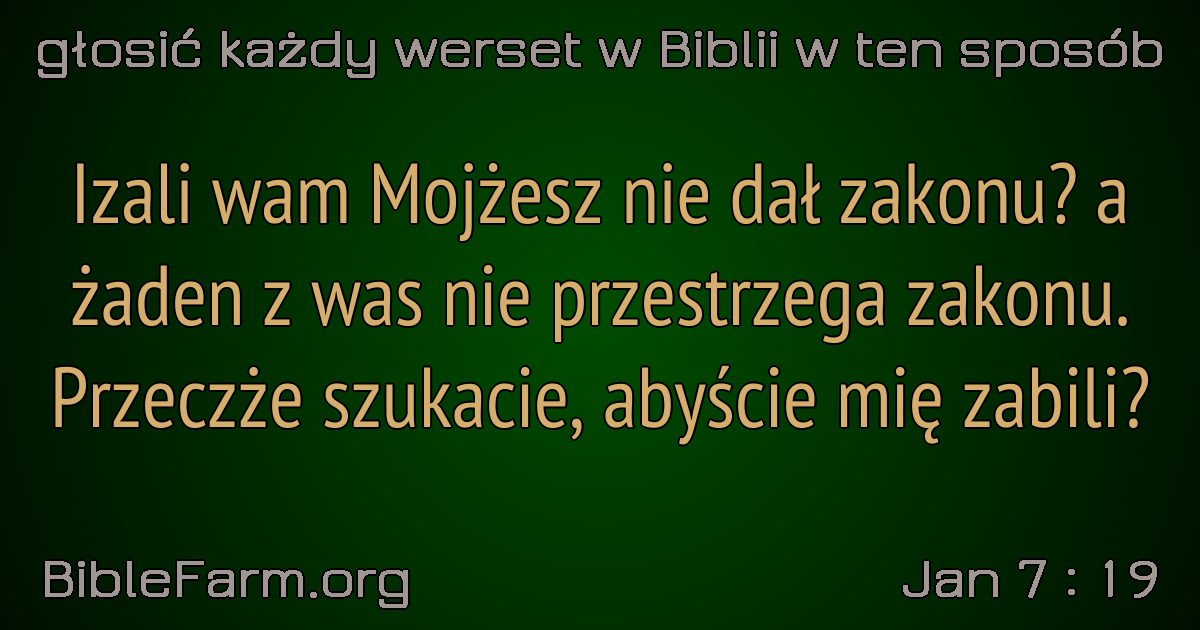 głosić każdy werset w Biblii w ten sposób
Izali wam Mojżesz nie dał zakonu? a
żaden z was nie przestrzega zakonu.
Przeczże szukacie, abyście mię zabili?
BibleFarm.org
Jan 7 : 19